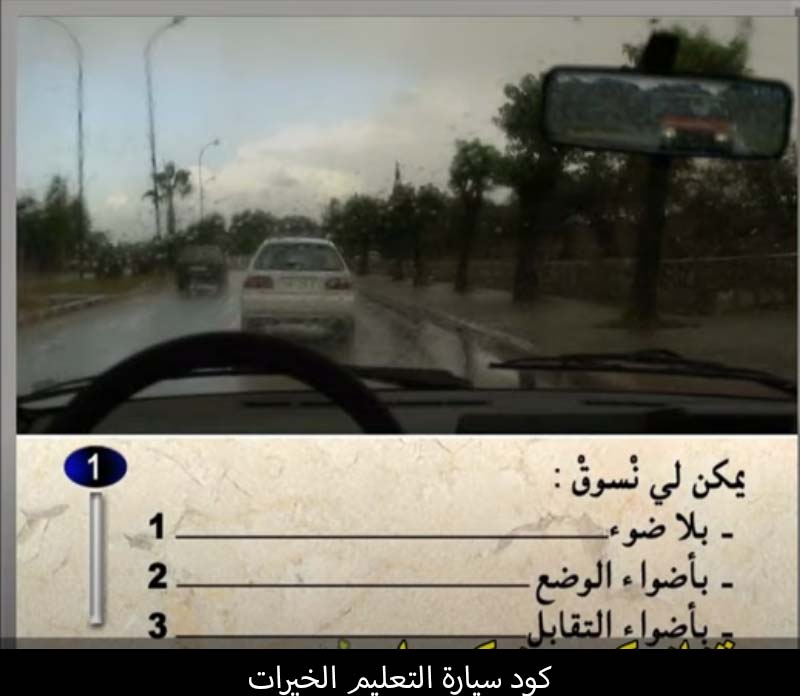 1
يمكن لي نْسوقْ :
- بلا ضوء 1
- بأضواء الوضع 2
- بأضواء التقابل 3
كود سيارة التعليم الخيرات